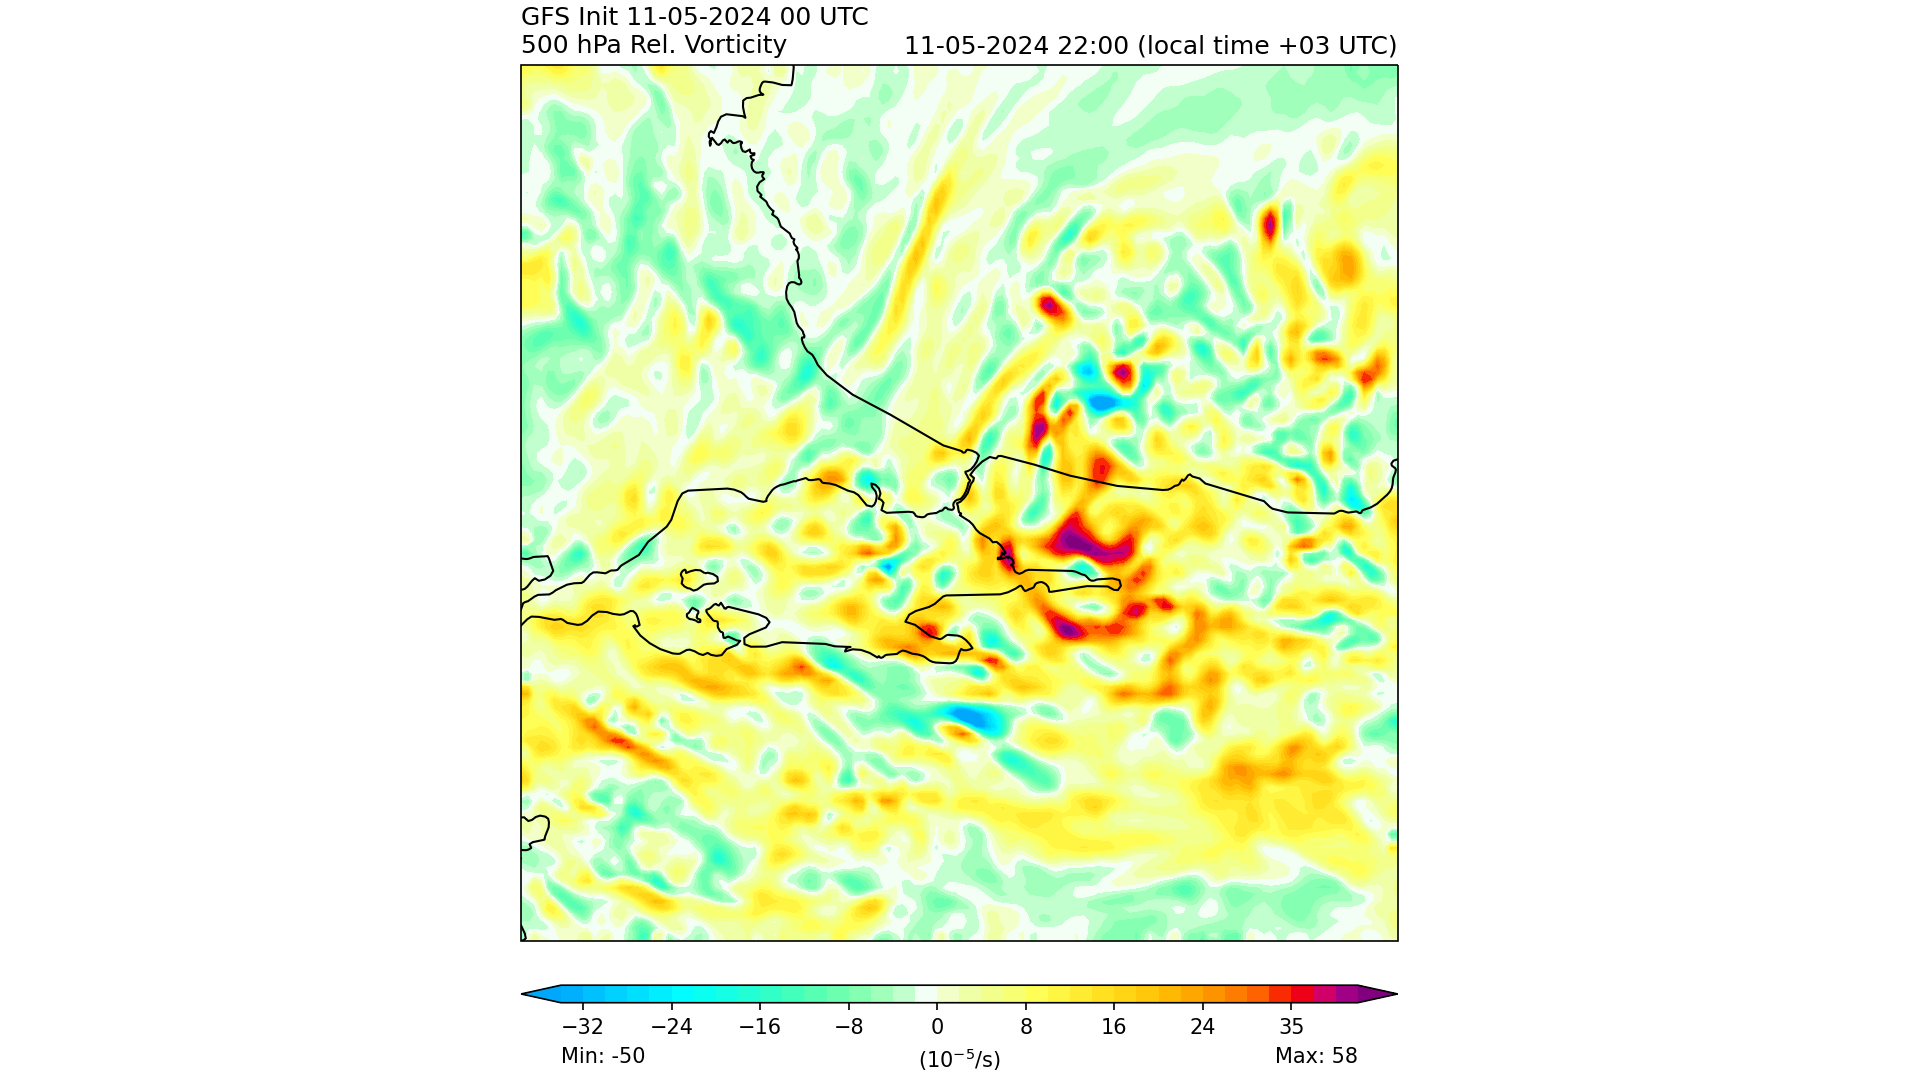 GFS Init 11-05-2024 00 UTC
500 hPa Rel. Vorticity
11-05-2024 22:00 (local time +03 UTC)
−32 −24 −16 −8 0 8 16 24 35
Min: -50
(10⁻⁵/s)
Max: 58